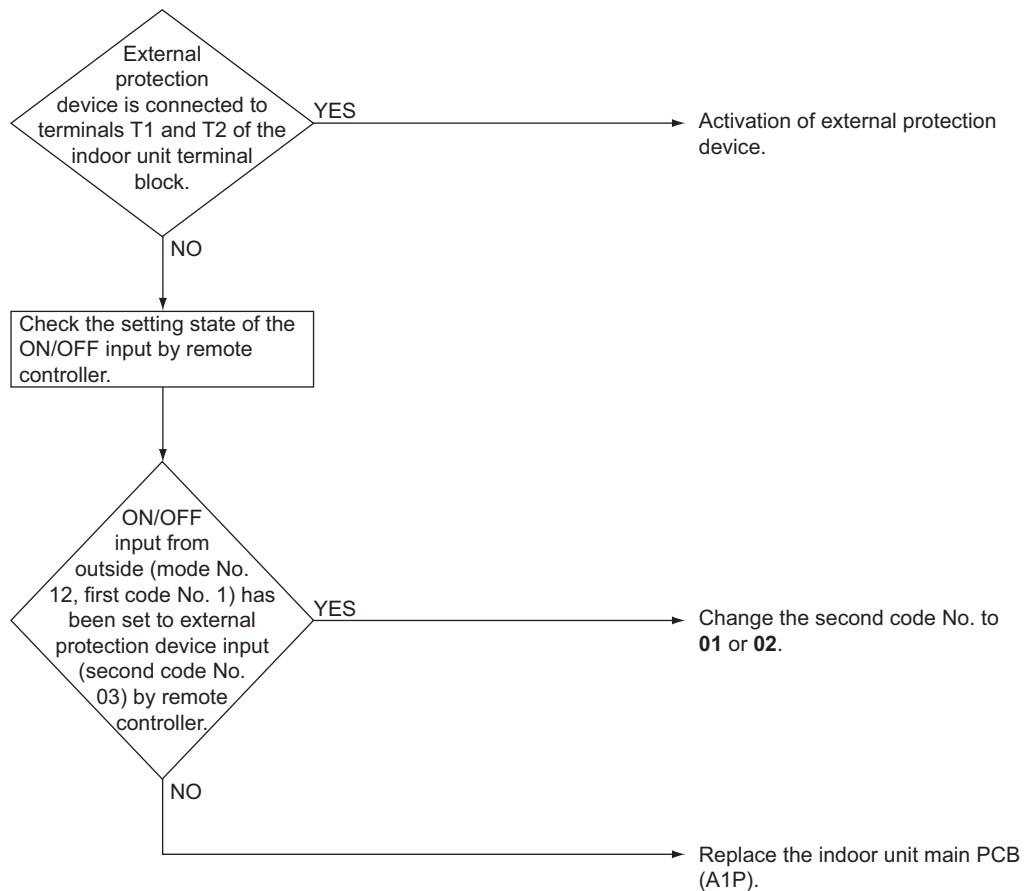 External
protection
device is connected to
terminals T1 and T2 of the
indoor unit terminal
block.
YES
Activation of external protection
device.
NO
Check the setting state of the
ON/OFF input by remote
controller.
ON/OFF
input from
outside (mode No.
12, first code No. 1) has
been set to external
protection device input
(second code No.
03) by remote
controller.
YES
Change the second code No. to
01 or 02.
NO
Replace the indoor unit main PCB
(A1P).